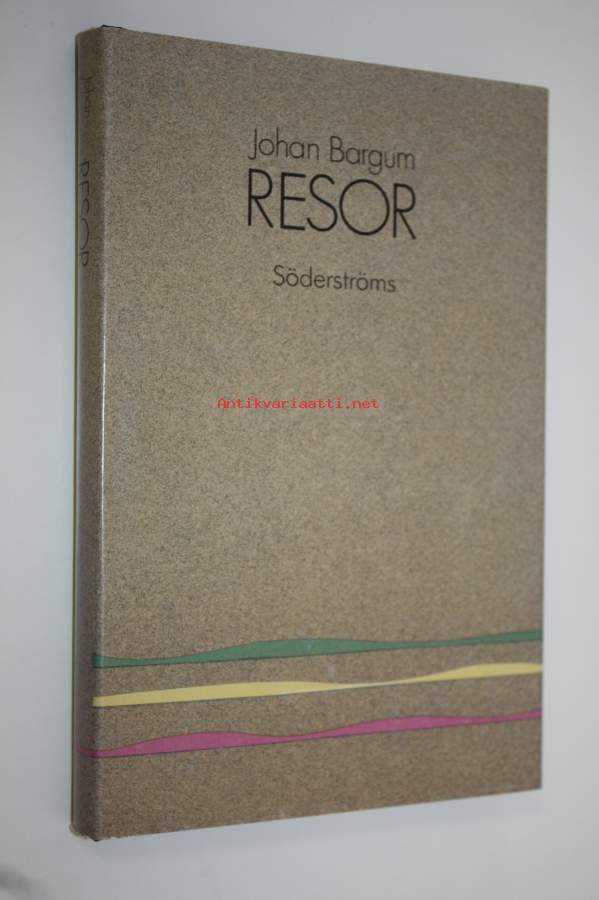 Johan Bargum
RESOR
Söderströms
Antikvariaatti.net
Johan
RESOR